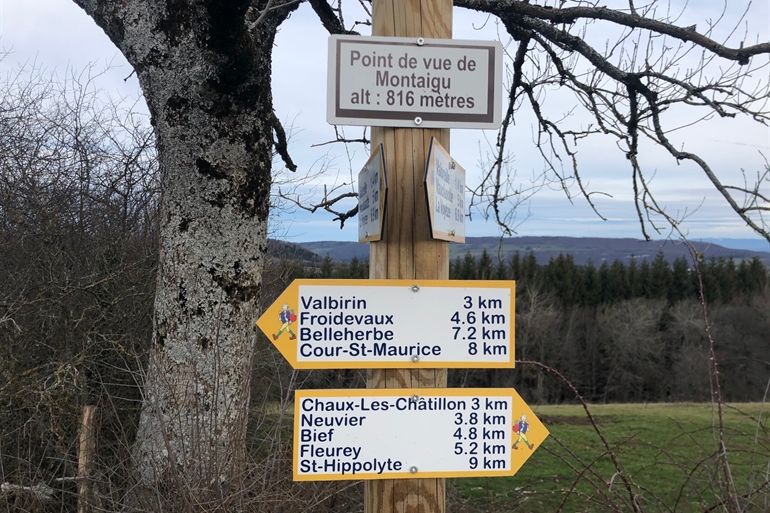 Point de vue de
Montaigu
alt : 816 mètres
Valbirin 3 km
Froidevaux 4.6 km
Belleherbe 7.2 km
Cour-St-Maurice 8 km
Chaux-Les-Châtillon 3 km
Neuvier 3.8 km
Bief 4.8 km
Fleurey 5.2 km
St-Hippolyte 9 km